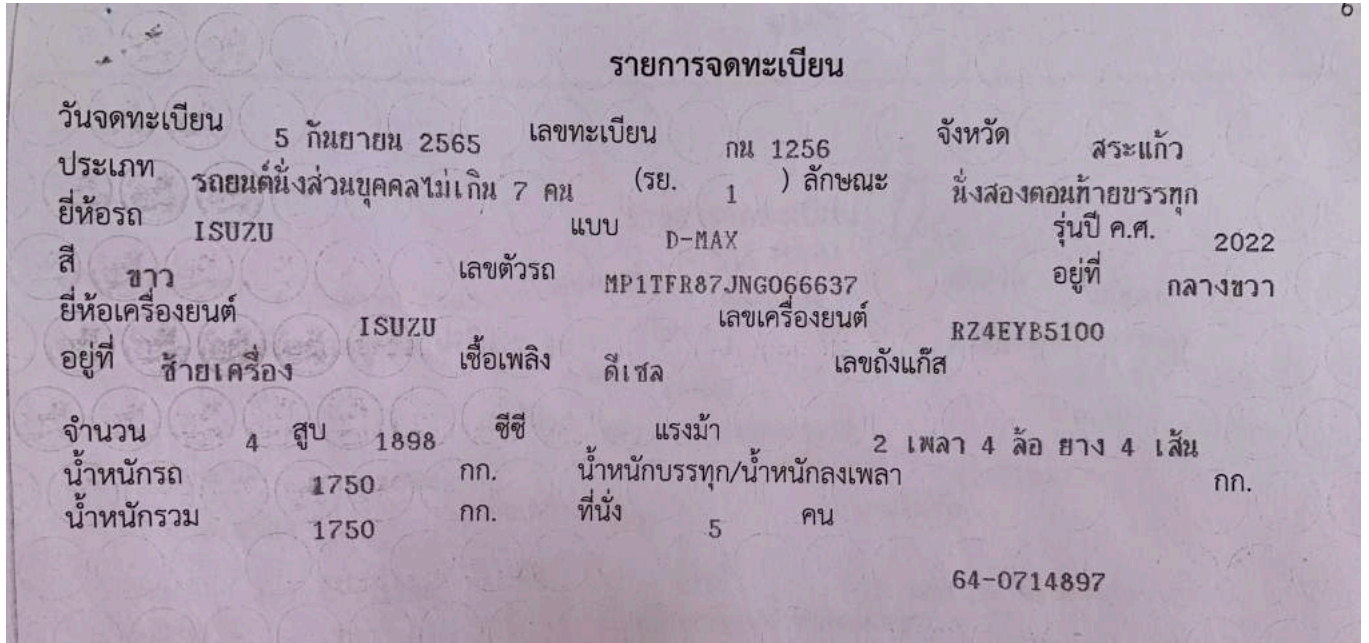 6
รายการจดทะเบียน
วันจดทะเบียน 5 กันยายน 2565 เลขทะเบียน กน 1256 จังหวัด สระแก้ว
ประเภท รถยนต์นั่งส่วนบุคคลไม่เกิน 7 คน (รย. 1 ) ลักษณะ นั่งสองตอนท้ายบรรทุก
ยี่ห้อรถ ISUZU แบบ D-MAX รุ่นปี ค.ศ. 2022
สี ขาว เลขตัวรถ MP1TFR87JNG066637 อยู่ที่ กลางขวา
ยี่ห้อเครื่องยนต์ ISUZU เลขเครื่องยนต์ RZ4EYB5100
อยู่ที่ ซ้ายเครื่อง เชื้อเพลิง ดีเซล เลขถังแก๊ส
จำนวน 4 สูบ 1898 ซีซี แรงม้า 2 เพลา 4 ล้อ ยาง 4 เส้น
น้ำหนักรถ 1750 กก. น้ำหนักบรรทุก/น้ำหนักลงเพลา กก.
น้ำหนักรวม 1750 กก. ที่นั่ง 5 คน
64-0714897